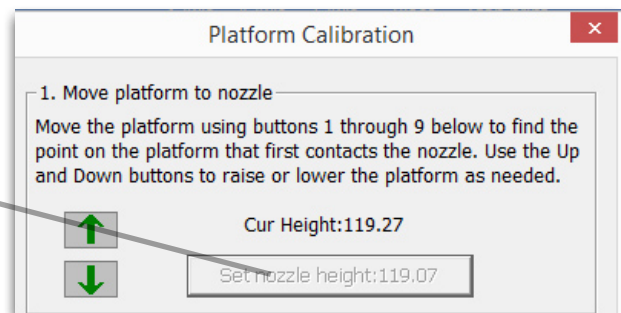 Platform Calibration
1. Move platform to nozzle
Move the platform using buttons 1 through 9 below to find the
point on the platform that first contacts the nozzle. Use the Up
and Down buttons to raise or lower the platform as needed.
Cur Height:119.27
Set nozzle height:119.07